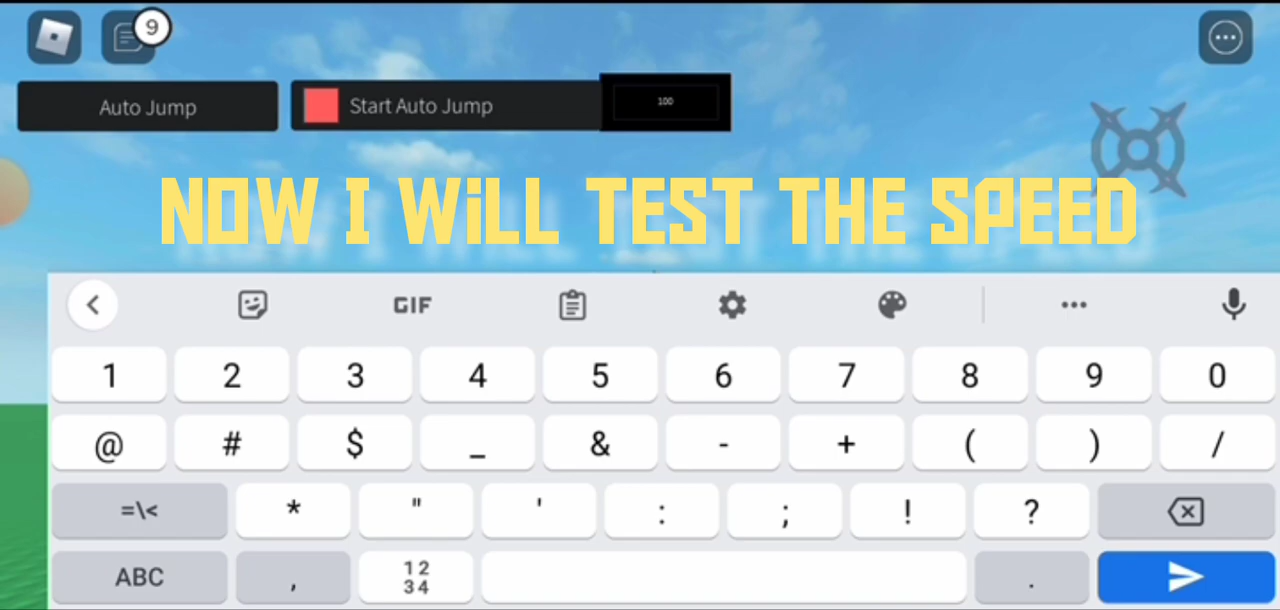 9
Auto Jump
Start Auto Jump
100
NOW I WiLL TEST THE SPEED
GIF
1 2 3 4 5 6 7 8 9 0
@ # $ _ & - + ( ) /
=\< * " ' : ; ! ?
ABC , 12 34 .